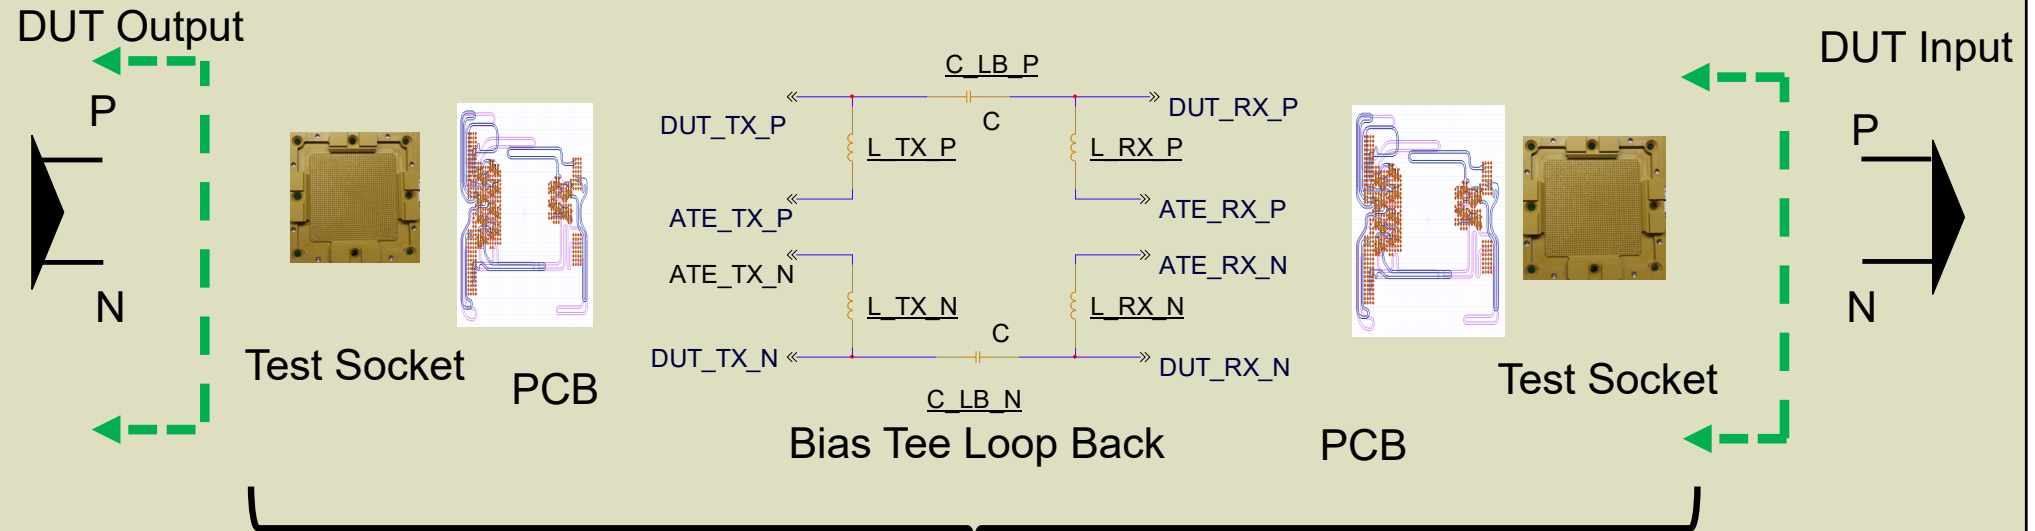 DUT Output
DUT Input
P
N
Test Socket
PCB
C_LB_P
C
DUT_TX_P
DUT_RX_P
L_TX_P
L_RX_P
ATE_TX_P
ATE_RX_P
ATE_TX_N
ATE_RX_N
L_TX_N
L_RX_N
C
DUT_TX_N
DUT_RX_N
C_LB_N
Bias Tee Loop Back
PCB
Test Socket
P
N